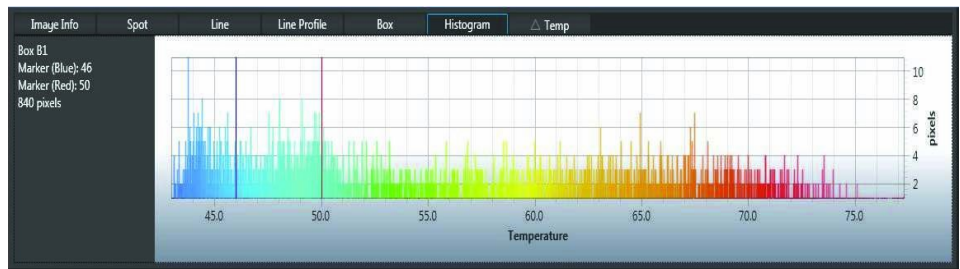 Image Info Spot Line Line Profile Box Histogram △ Temp
Box B1
Marker (Blue): 46
Marker (Red): 50
840 pixels
10
8
6
4
2
pixels
45.0 50.0 55.0 60.0 65.0 70.0 75.0
Temperature